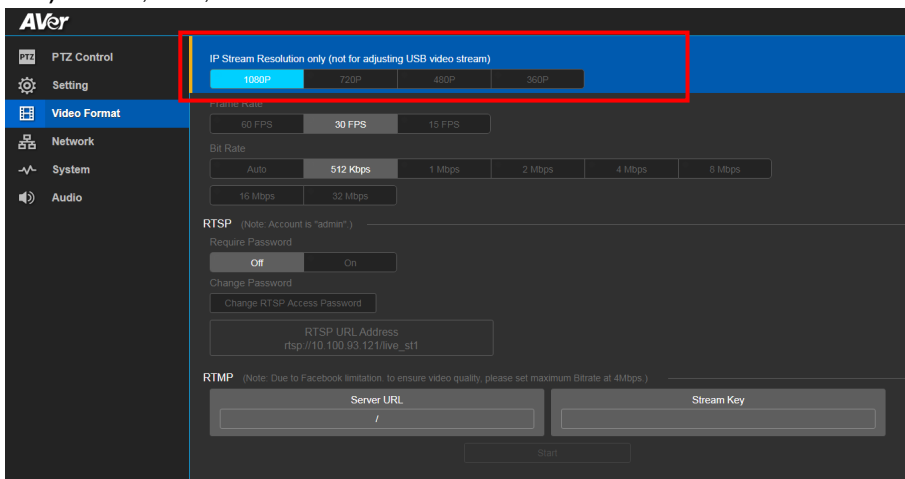 AVer
PTZ PTZ Control
Setting
Video Format
Network
System
Audio
IP Stream Resolution only (not for adjusting USB video stream)
1080P 720P 480P 360P
Frame Rate
60 FPS 30 FPS 15 FPS
Bit Rate
Auto 512 Kbps 1 Mbps 2 Mbps 4 Mbps 8 Mbps
16 Mbps 32 Mbps
RTSP (Note: Account is "admin".)
Require Password
Off On
Change Password
Change RTSP Access Password
RTSP URL Address
rtsp://10.100.93.121/live_st1
RTMP (Note: Due to Facebook limitation. to ensure video quality, please set maximum Bitrate at 4Mbps.)
Server URL Stream Key
/
Start